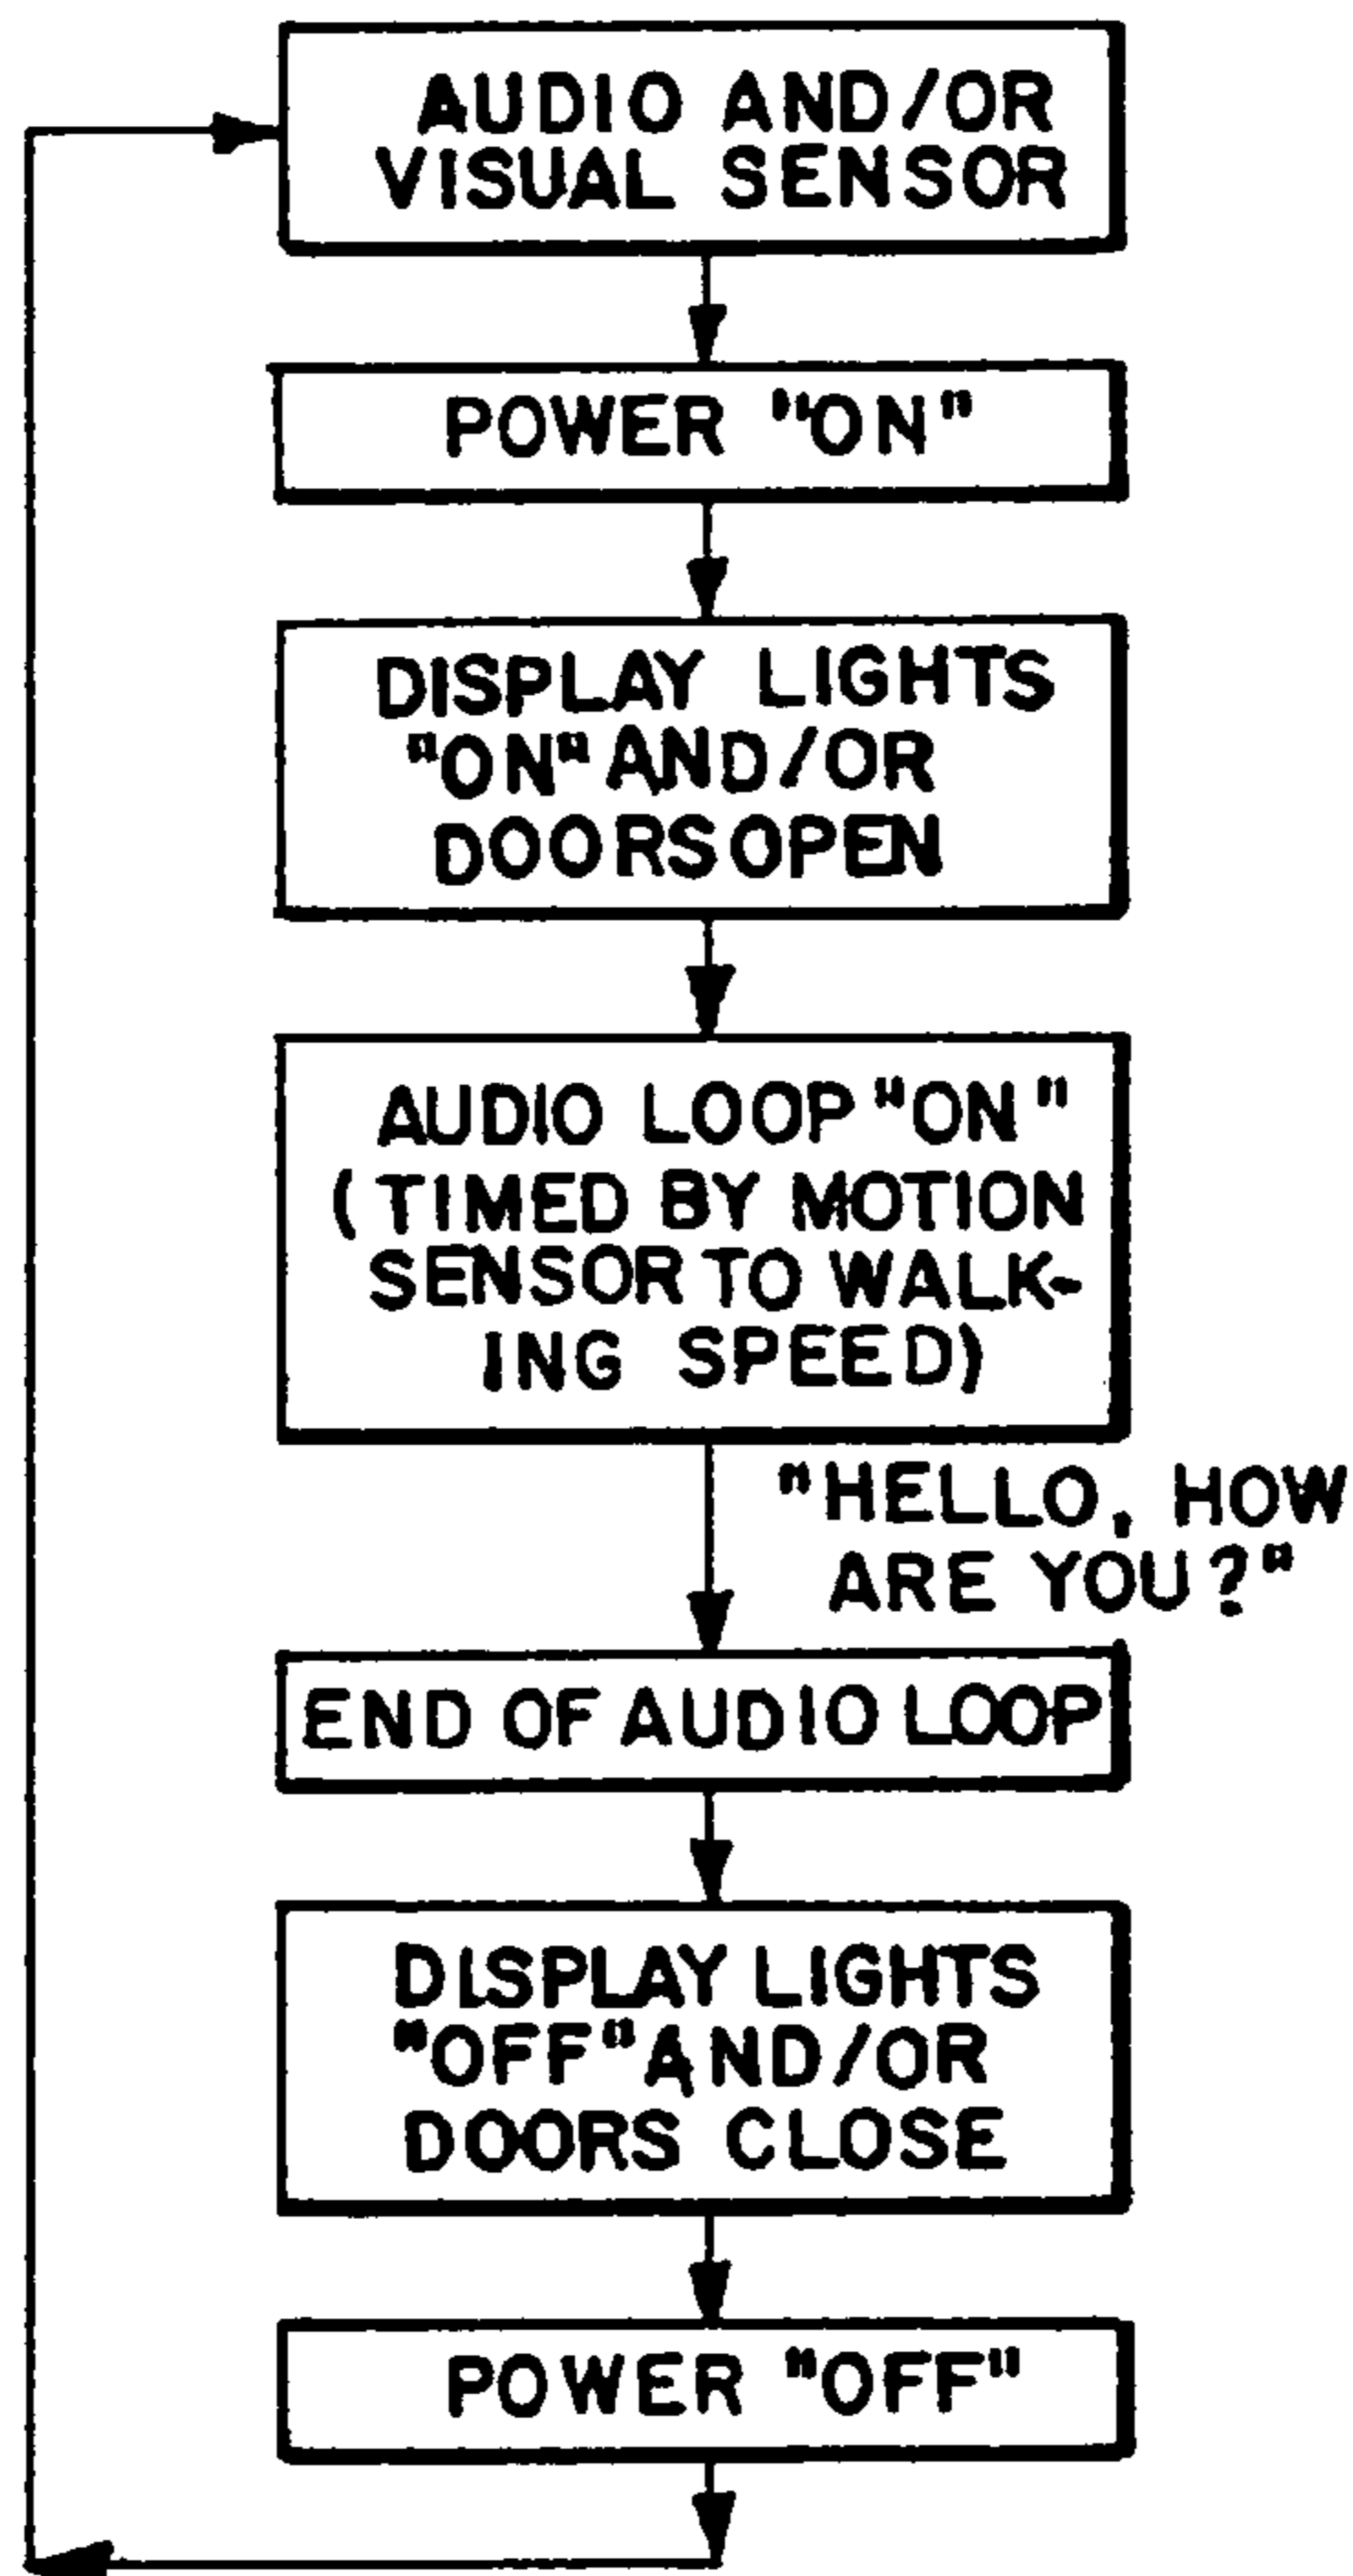 AUDIO AND/OR
VISUAL SENSOR
POWER "ON"
DISPLAY LIGHTS
"ON" AND/OR
DOORS OPEN
AUDIO LOOP "ON"
(TIMED BY MOTION
SENSOR TO WALK-
ING SPEED)
"HELLO, HOW
ARE YOU?"
END OF AUDIO LOOP
DISPLAY LIGHTS
"OFF" AND/OR
DOORS CLOSE
POWER "OFF"